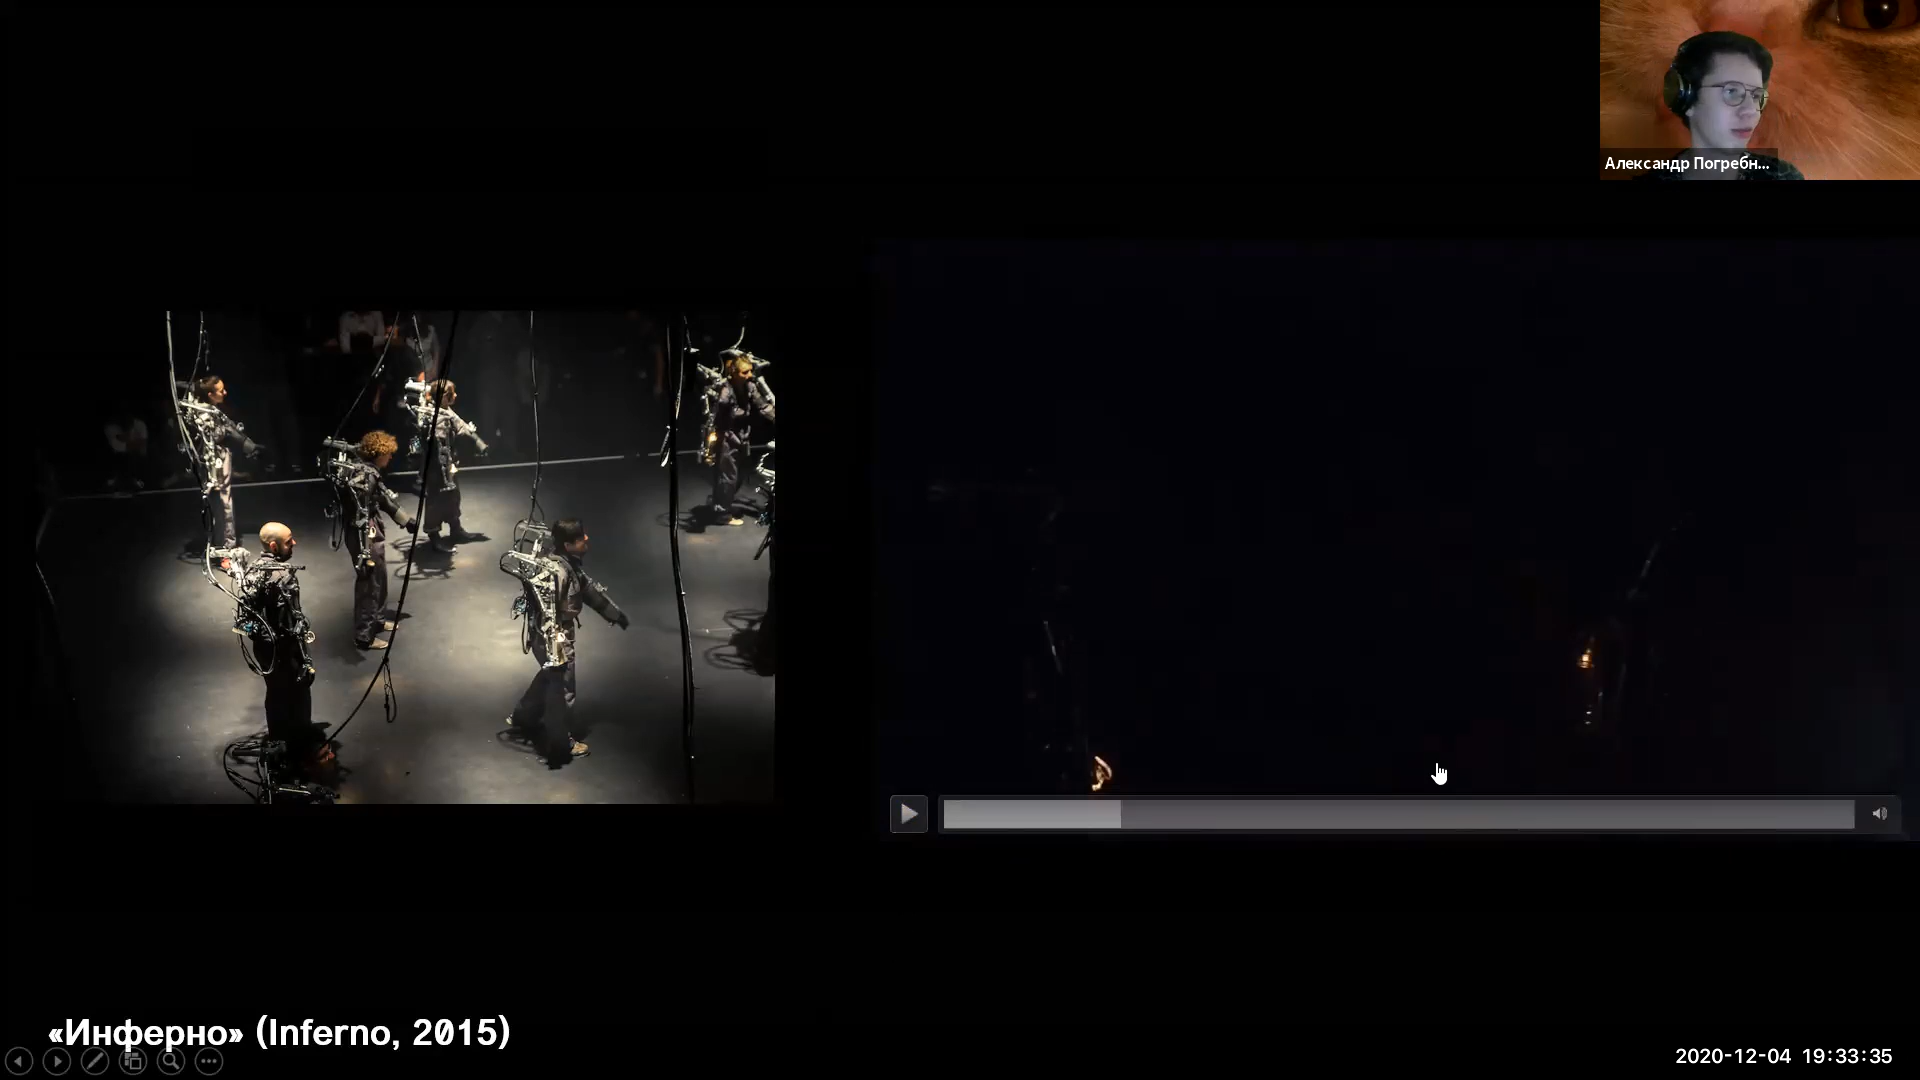 Александр Погребн...
«Инферно» (Inferno, 2015)
2020-12-04 19:33:35